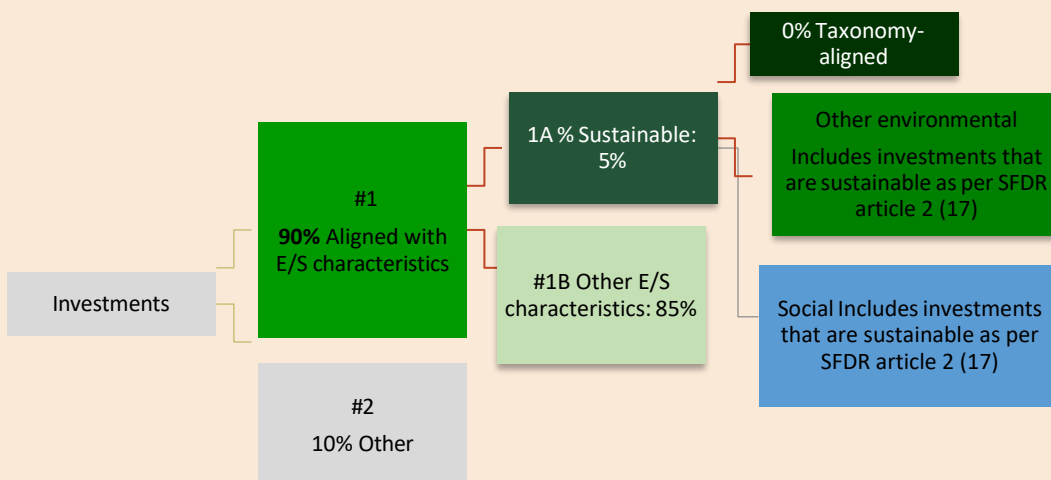 Investments
#1
90% Aligned with
E/S characteristics
#2
10% Other
1A % Sustainable:
5%
#1B Other E/S
characteristics: 85%
0% Taxonomy-
aligned
Other environmental
Includes investments that
are sustainable as per SFDR
article 2 (17)
Social Includes investments
that are sustainable as per
SFDR article 2 (17)